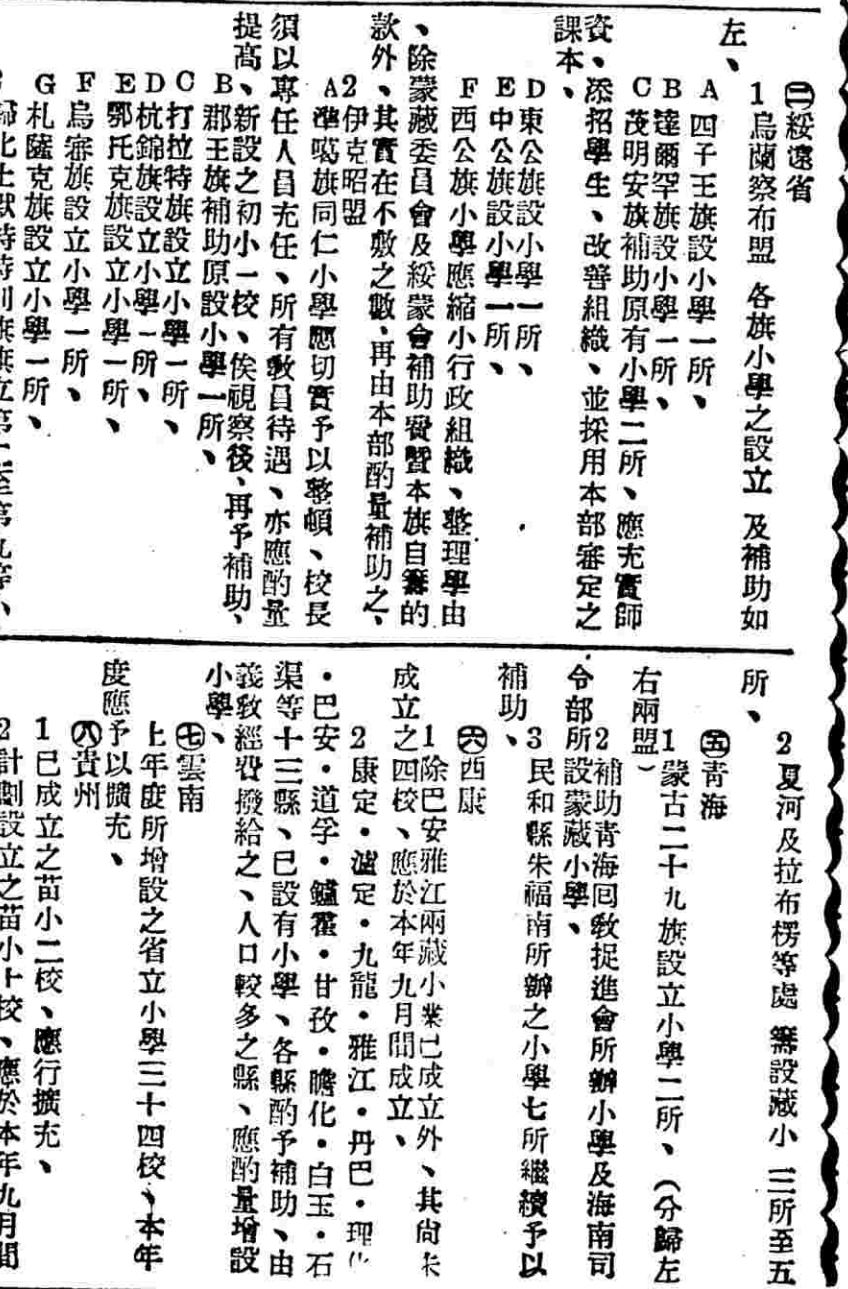 ㊂綏遠省
1烏蘭察布盟 各旗小學之設立 及補助如
左、
A四子王旗設小學一所、
B達爾罕旗設小學一所、
C茂明安旗補助原有小學二所、應充實師
資、添招學生、改善組織、並採用本部審定之
課本、
D東公旗設小學一所、
E中公旗設小學一所、
F西公旗小學應縮小行政組織、整理學由
、除蒙藏委員會及綏蒙會補助費暨本旗自籌的
款外、其實在不敷之數、再由本部酌量補助之、
2伊克昭盟
A準噶旗同仁小學應切實予以整頓、校長
須以專任人員充任、所有教員待遇、亦應酌量
提高、新設之初小一校、俟視察後、再予補助、
B郡王旗補助原設小學一所、
C打拉特旗設立小學一所、
D杭錦旗設立小學一所、
E鄂托克旗設立小學一所、
F烏審旗設立小學一所、
G札薩克旗設立小學一所、
2夏河及拉布楞等處 籌設藏小 三所至五
所、
㊄青海
1蒙古二十九旗設立小學二所、（分歸左
右兩盟）
2補助青海回教捉進會所辦小學及海南司
令部所設蒙藏小學、
3民和縣朱福南所辦之小學七所繼續予以
補助、
㊅西康
1除巴安雅江兩藏小業已成立外、其尚未
成立之四校、應於本年九月間成立、
2康定・瀘定・九龍・雅江・丹巴・理
・巴安・道孚・鑪霍・甘孜・瞻化・白玉・石
渠等十三縣、已設有小學、各縣酌予補助、由
義教經費撥給之、人口較多之縣、應酌量增設
小學、
㊆雲南
上年度所增設之省立小學三十四校、本年
度應予以擴充、
㊇貴州
1已成立之苗小二校、應行擴充、
2計劃設立之苗小十校、應於本年九月間